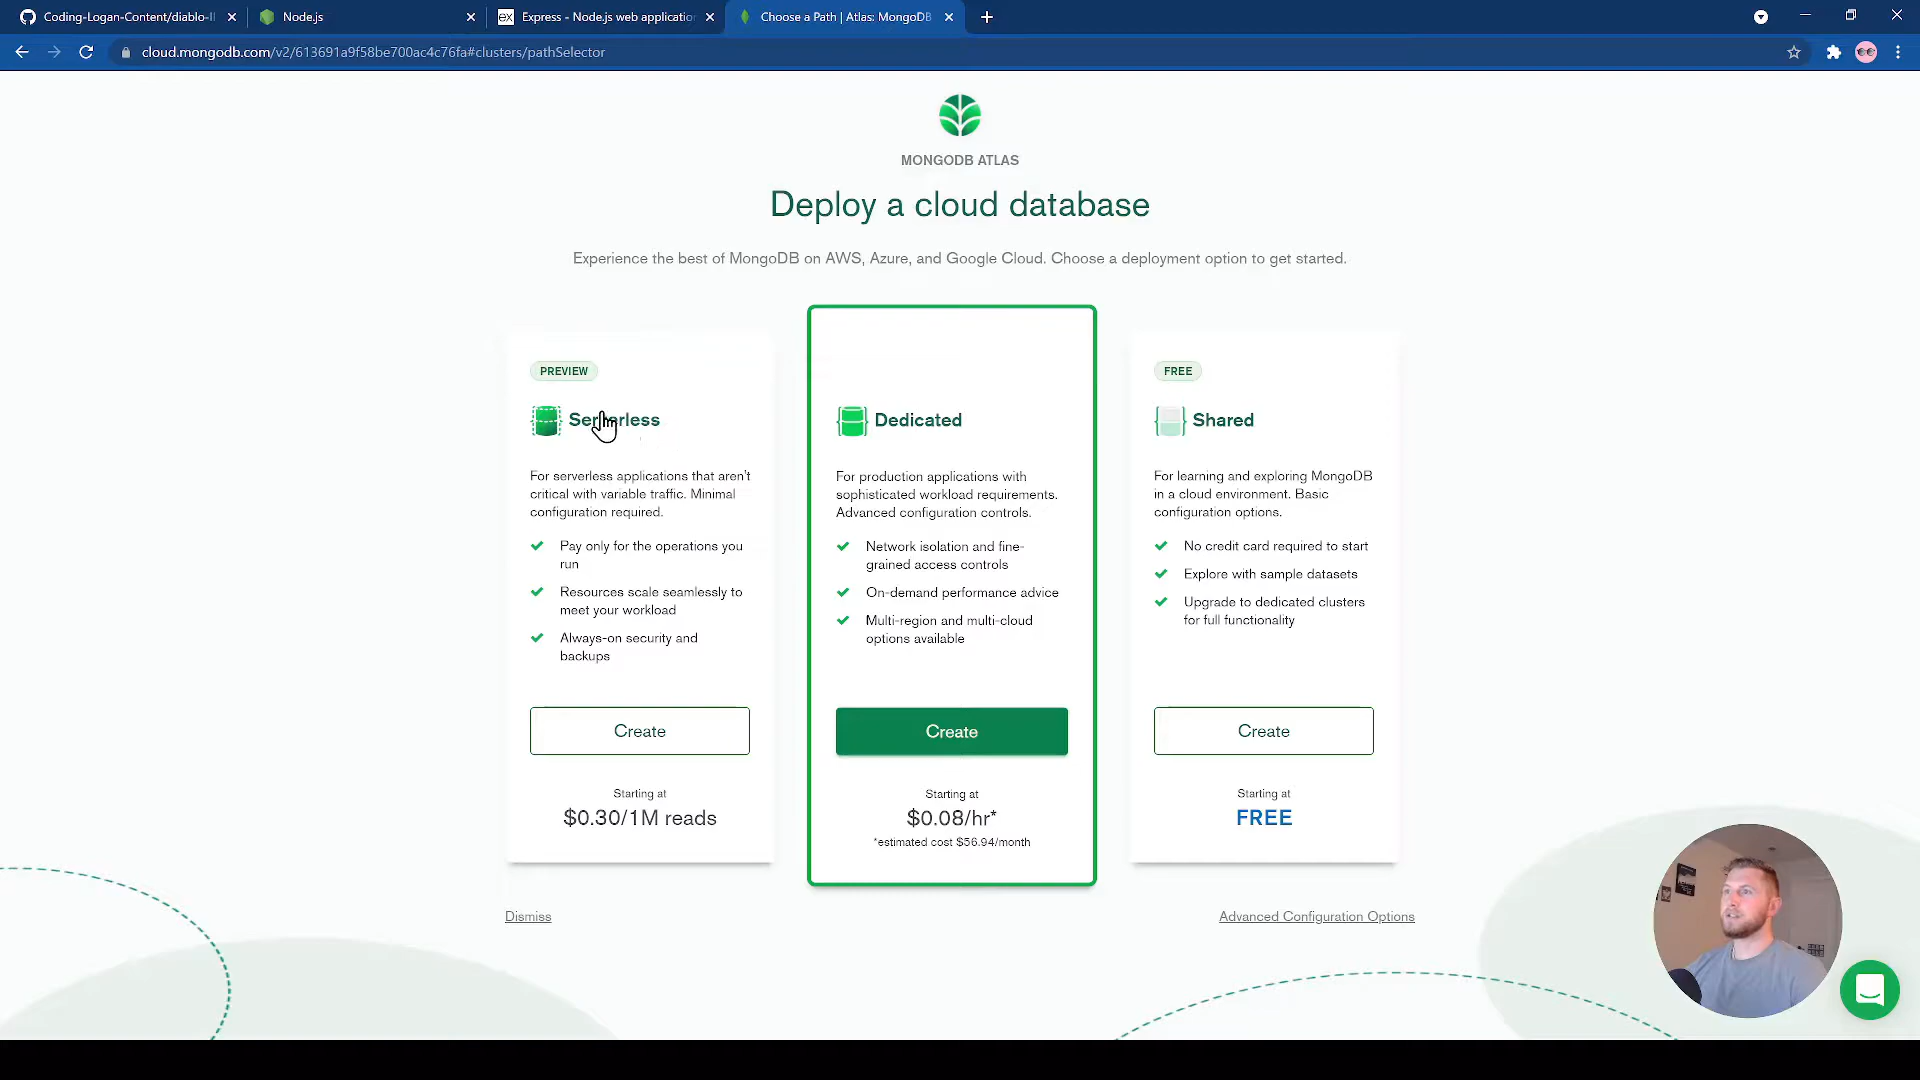 Coding-Logan-Content/diablo-II
Node.js
Express - Node.js web application
Choose a Path | Atlas: MongoDB
cloud.mongodb.com/v2/613691a9f58be700ac4c76fa#clusters/pathSelector
MONGODB ATLAS
Deploy a cloud database
Experience the best of MongoDB on AWS, Azure, and Google Cloud. Choose a deployment option to get started.
PREVIEW
Serverless
For serverless applications that aren't
critical with variable traffic. Minimal
configuration required.
Pay only for the operations you
run
Resources scale seamlessly to
meet your workload
Always-on security and
backups
Create
Starting at
$0.30/1M reads
Dedicated
For production applications with
sophisticated workload requirements.
Advanced configuration controls.
Network isolation and fine-
grained access controls
On-demand performance advice
Multi-region and multi-cloud
options available
Create
Starting at
$0.08/hr*
*estimated cost $56.94/month
FREE
Shared
For learning and exploring MongoDB
in a cloud environment. Basic
configuration options.
No credit card required to start
Explore with sample datasets
Upgrade to dedicated clusters
for full functionality
Create
Starting at
FREE
Dismiss
Advanced Configuration Options